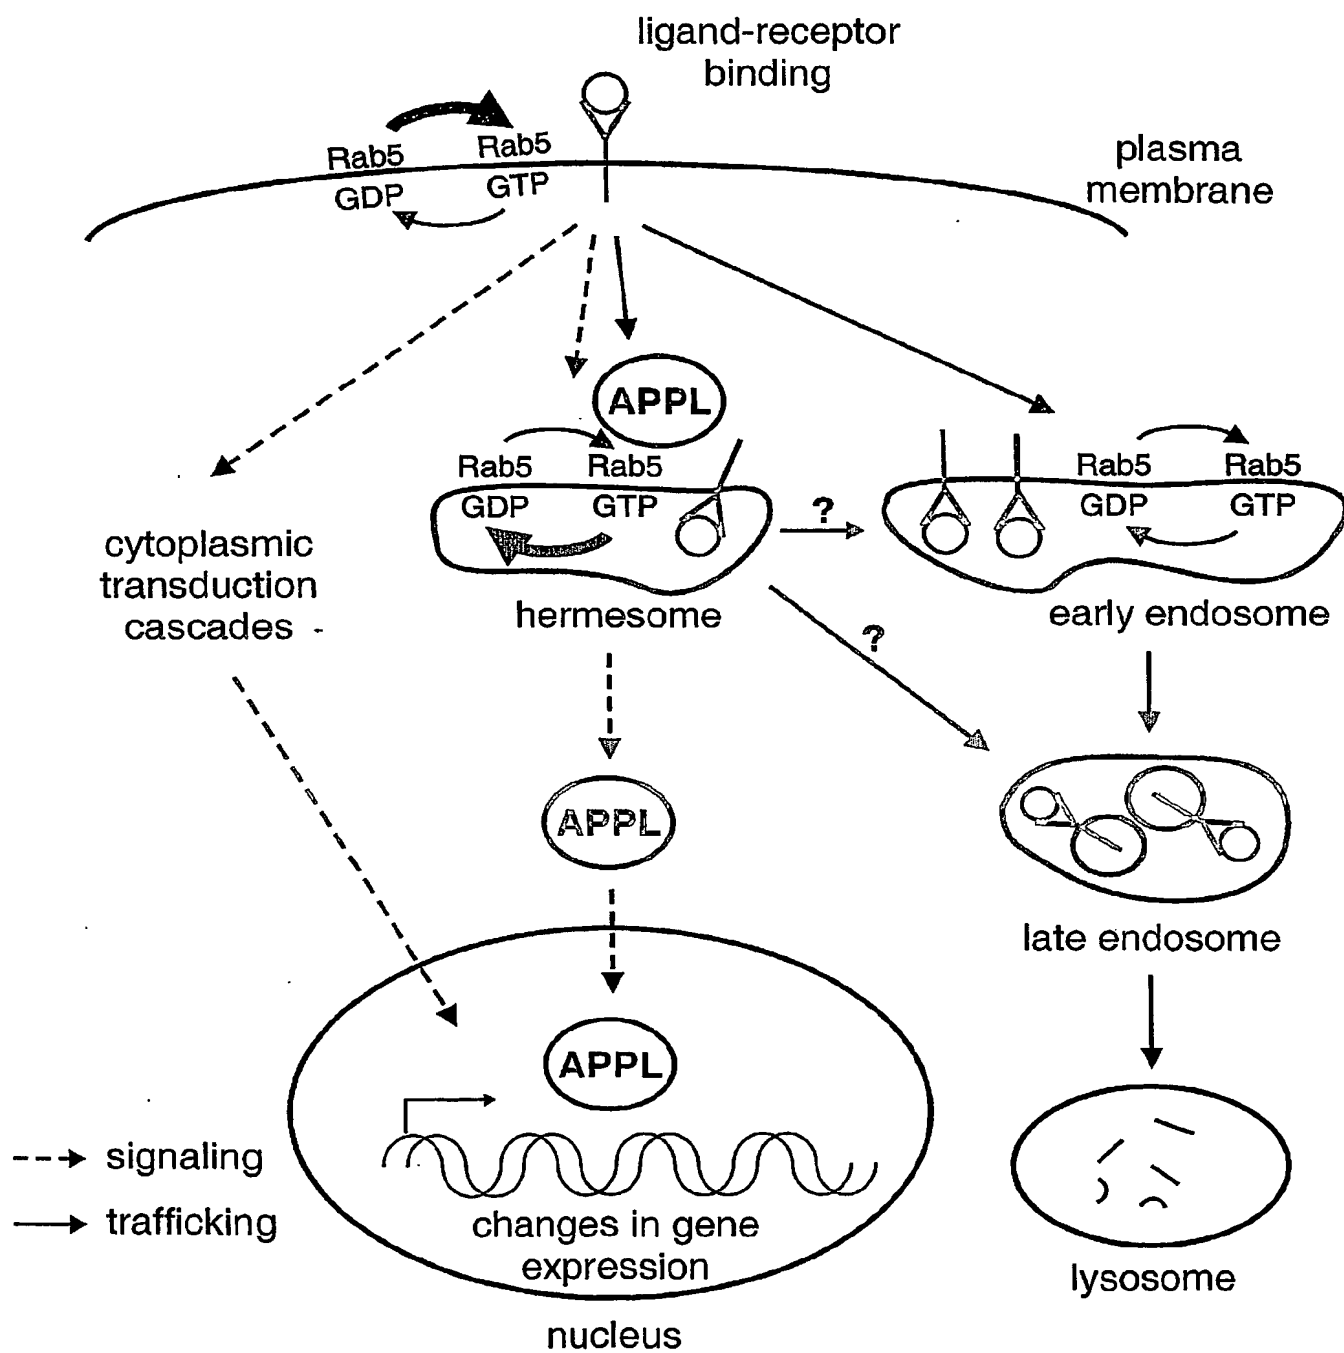 ligand-receptor
binding
Rab5
Rab5
GDP
GTP
plasma
membrane
APPL
Rab5
Rab5
GDP
GTP
?
Rab5
Rab5
GDP
GTP
cytoplasmic
transduction
cascades
hermesome
early endosome
?
APPL
late endosome
APPL
signaling
trafficking
changes in gene
expression
lysosome
nucleus